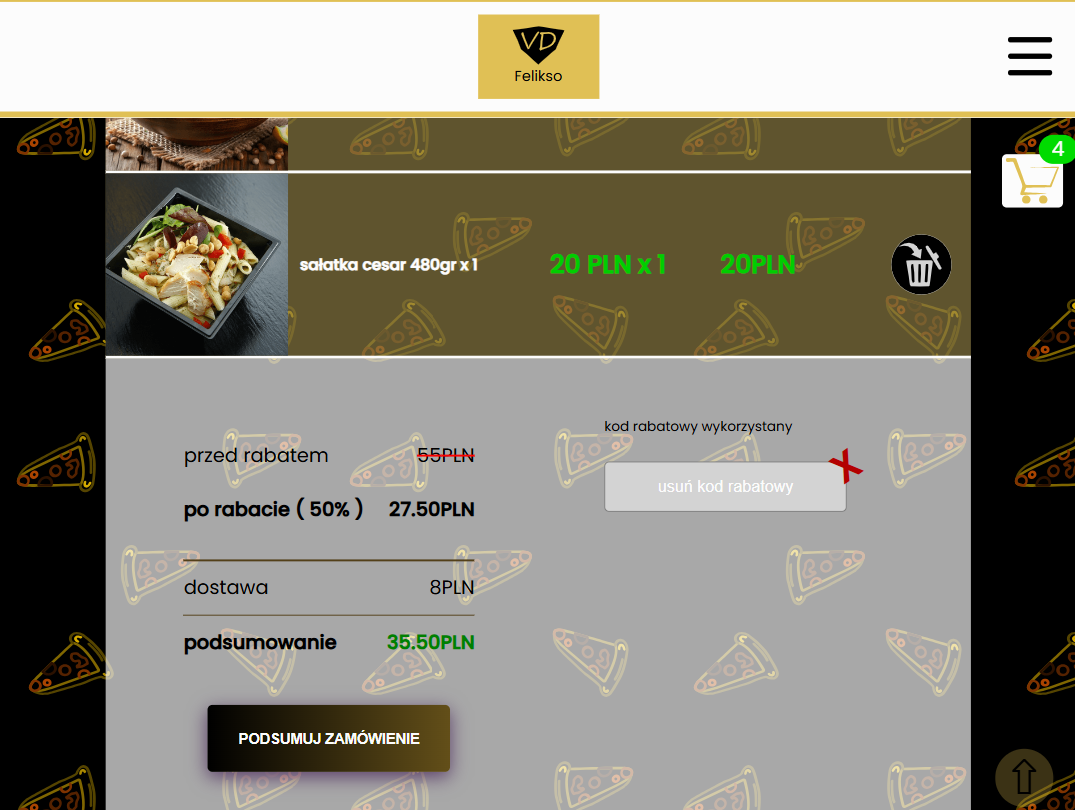 VD
Felikso
4
sałatka cesar 480gr x 1
20 PLN x 1
20PLN
kod rabatowy wykorzystany
przed rabatem 55PLN
X
usuń kod rabatowy
po rabacie ( 50% ) 27.50PLN
dostawa 8PLN
podsumowanie 35.50PLN
PODSUMUJ ZAMÓWIENIE